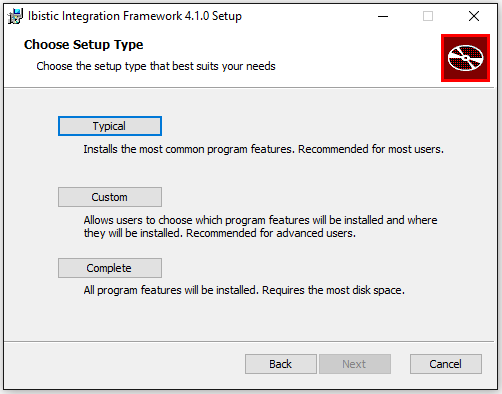 Ibistic Integration Framework 4.1.0 Setup
Choose Setup Type
Choose the setup type that best suits your needs
Typical
Installs the most common program features. Recommended for most users.
Custom
Allows users to choose which program features will be installed and where
they will be installed. Recommended for advanced users.
Complete
All program features will be installed. Requires the most disk space.
Back
Next
Cancel